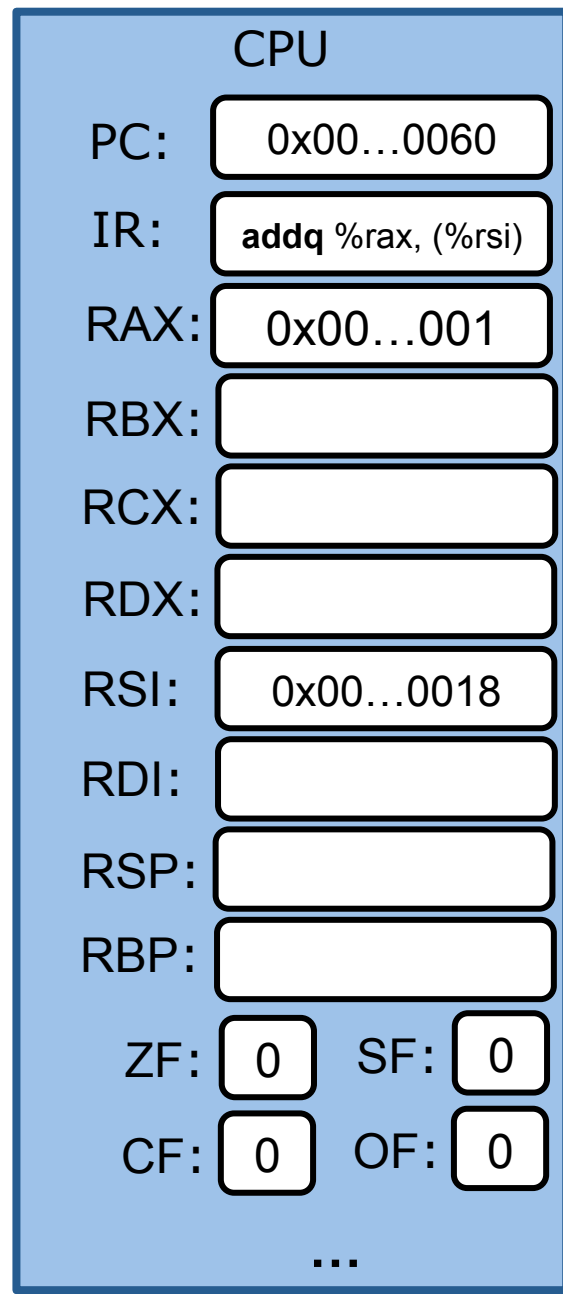 CPU
PC: 0x00…0060
IR: addq %rax, (%rsi)
RAX: 0x00…001
RBX:
RCX:
RDX:
RSI: 0x00…0018
RDI:
RSP:
RBP:
ZF: 0 SF: 0
CF: 0 OF: 0
…